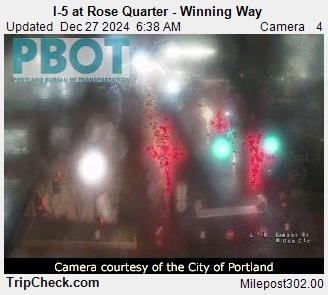 I-5 at Rose Quarter - Winning Way
Updated Dec 27 2024 6:38 AM Camera 4
PBOT
PORTLAND BUREAU OF TRANSPORTATION
Camera courtesy of the City of Portland
TripCheck.com Milepost302.00